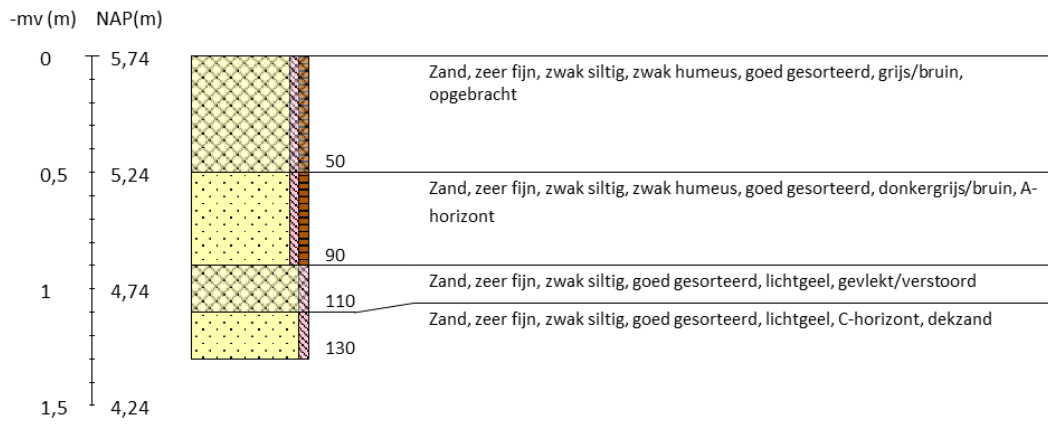 -mv (m) NAP(m)
0 5,74
Zand, zeer fijn, zwak siltig, zwak humeus, goed gesorteerd, grijs/bruin,
opgebracht
50
0,5 5,24
Zand, zeer fijn, zwak siltig, zwak humeus, goed gesorteerd, donkergrijs/bruin, A-
horizont
90
Zand, zeer fijn, zwak siltig, goed gesorteerd, lichtgeel, gevlekt/verstoord
1 4,74
110
Zand, zeer fijn, zwak siltig, goed gesorteerd, lichtgeel, C-horizont, dekzand
130
1,5 4,24